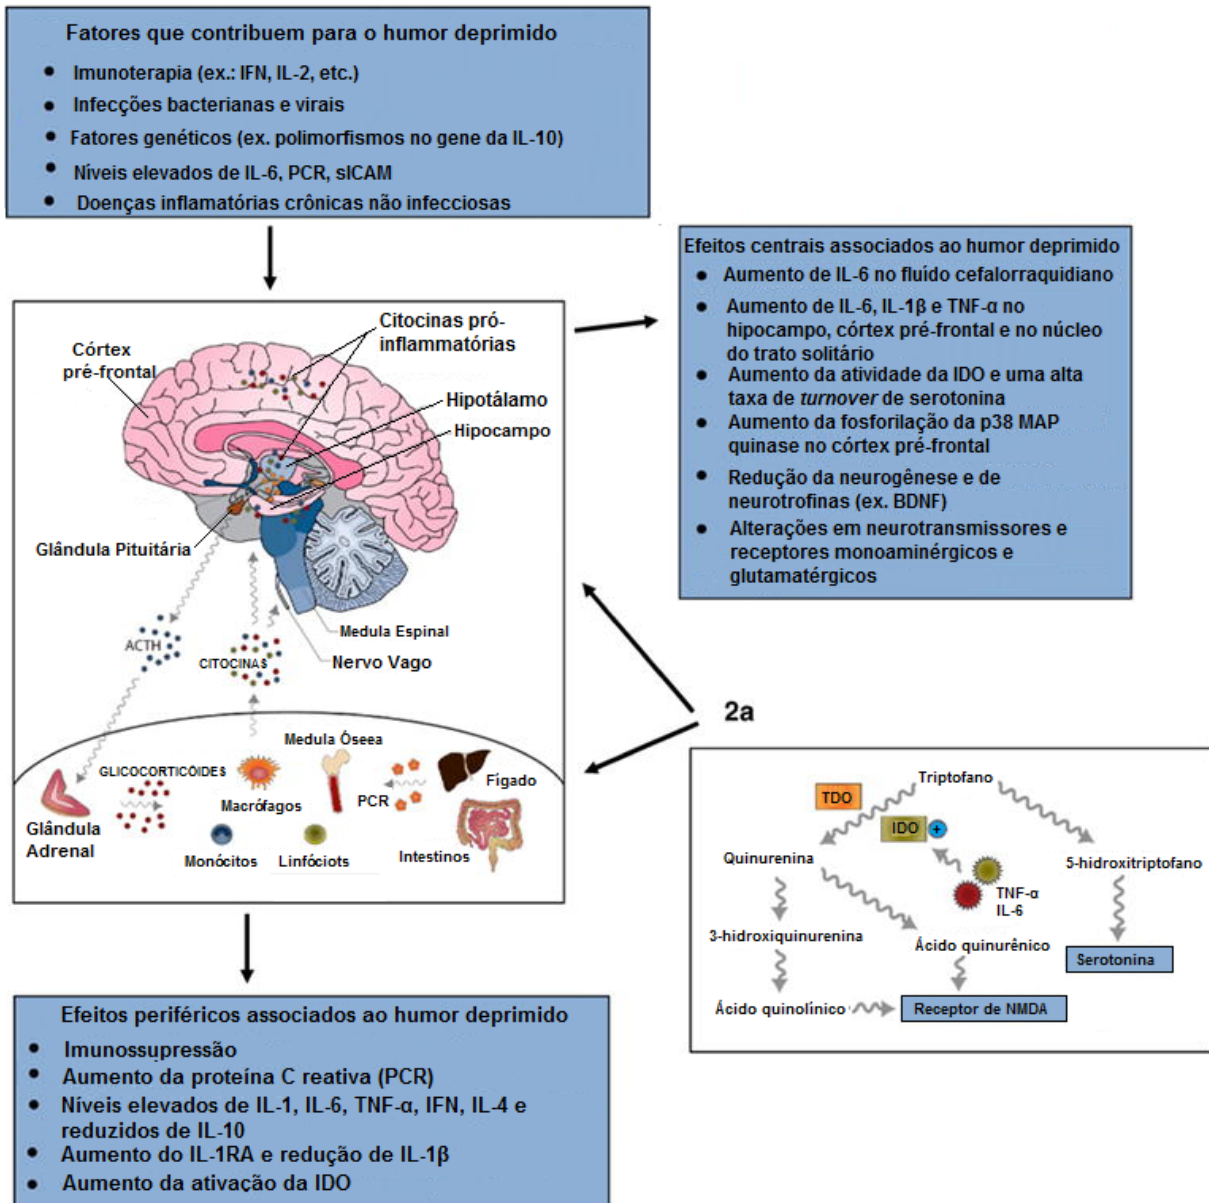 Fatores que contribuem para o humor deprimido
Imunoterapia (ex.: IFN, IL-2, etc.)
Infecções bacterianas e virais
Fatores genéticos (ex. polimorfismos no gene da IL-10)
Níveis elevados de IL-6, PCR, sICAM
Doenças inflamatórias crônicas não infecciosas
Efeitos centrais associados ao humor deprimido
Aumento de IL-6 no fluído cefalorraquidiano
Aumento de IL-6, IL-1β e TNF-α no
hipocampo, córtex pré-frontal e no núcleo
do trato solitário
Aumento da atividade da IDO e uma alta
taxa de turnover de serotonina
Aumento da fosforilação da p38 MAP
quinase no córtex pré-frontal
Redução da neurogênese e de
neurotrofinas (ex. BDNF)
Alterações em neurotransmissores e
receptores monoaminérgicos e
glutamatérgicos
Citocinas pró-
inflammatórias
Córtex
pré-frontal
Hipotálamo
Hipocampo
Glândula Pituitária
Medula Espinal
Nervo Vago
ACTH
CITOCINAS
Medula Óseea
GLICOCORTICÓIDES
Macrófagos
PCR
Fígado
Glândula
Adrenal
Monócitos
Linfóciots
Intestinos
2a
Triptofano
TDO
IDO
+
Quinurenina
5-hidroxitriptofano
TNF-α
IL-6
3-hidroxiquinurenina
Ácido quinurênico
Serotonina
Ácido quinolínico
Receptor de NMDA
Efeitos periféricos associados ao humor deprimido
Imunossupressão
Aumento da proteína C reativa (PCR)
Níveis elevados de IL-1, IL-6, TNF-α, IFN, IL-4 e
reduzidos de IL-10
Aumento do IL-1RA e redução de IL-1β
Aumento da ativação da IDO